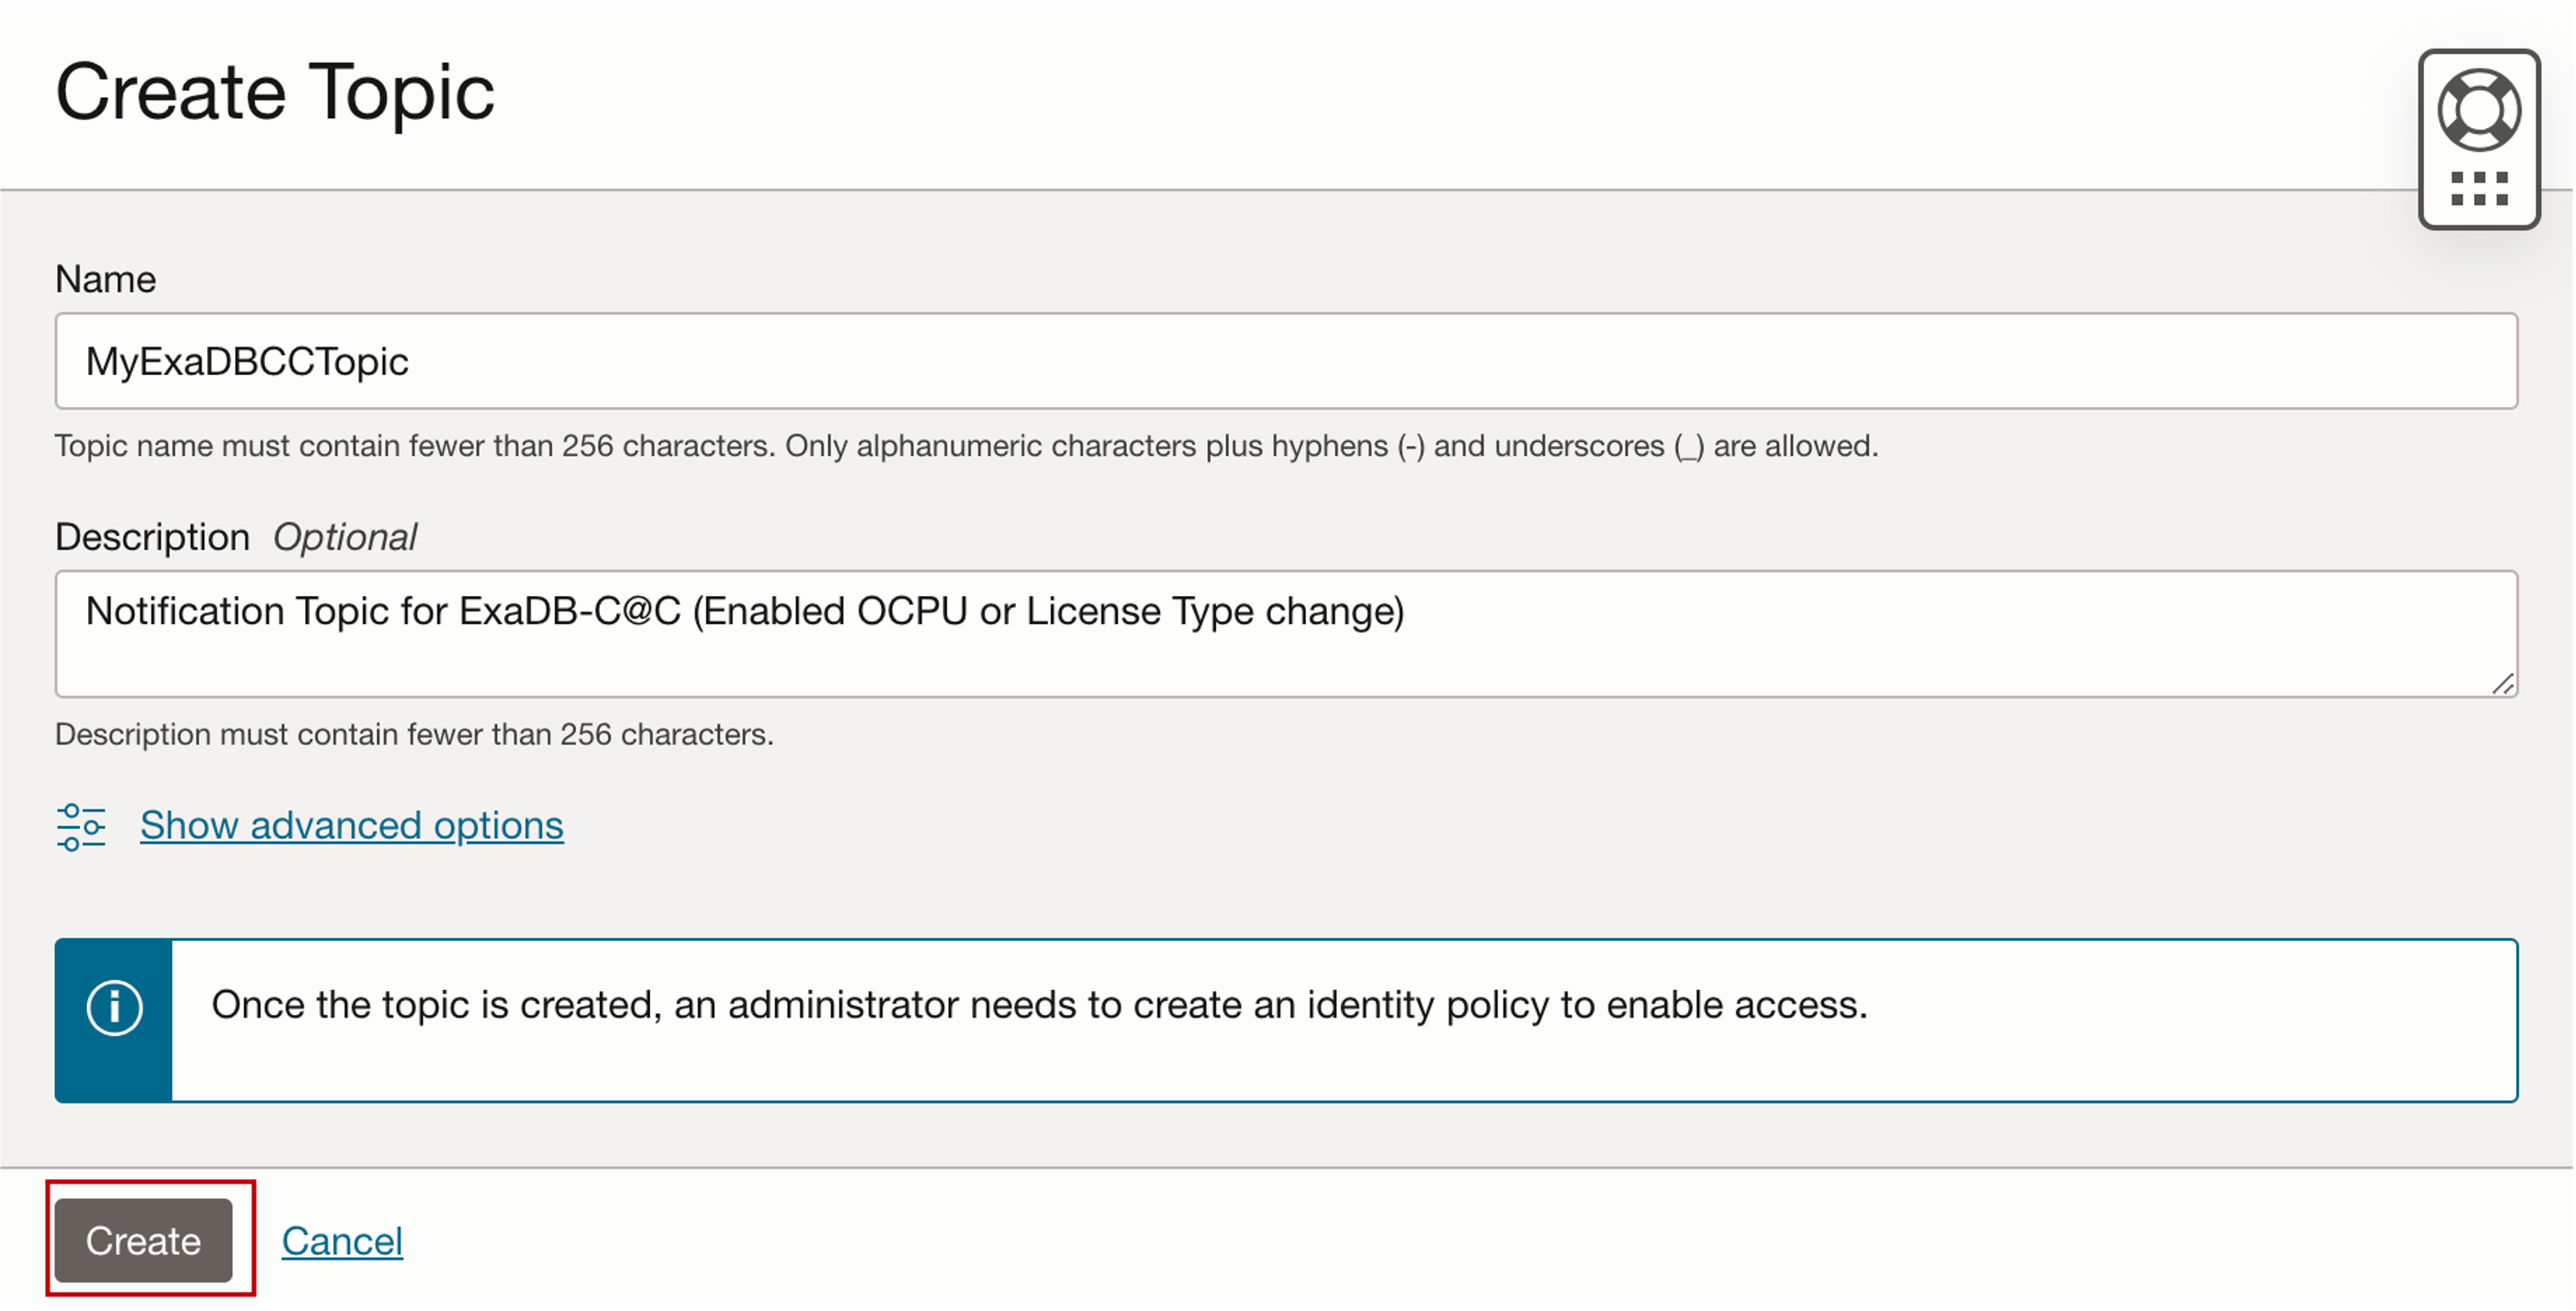 Create Topic
Name
MyExaDBCCTopic
Topic name must contain fewer than 256 characters. Only alphanumeric characters plus hyphens (-) and underscores (_) are allowed.
Description Optional
Notification Topic for ExaDB-C@C (Enabled OCPU or License Type change)
Description must contain fewer than 256 characters.
Show advanced options
Once the topic is created, an administrator needs to create an identity policy to enable access.
Create Cancel